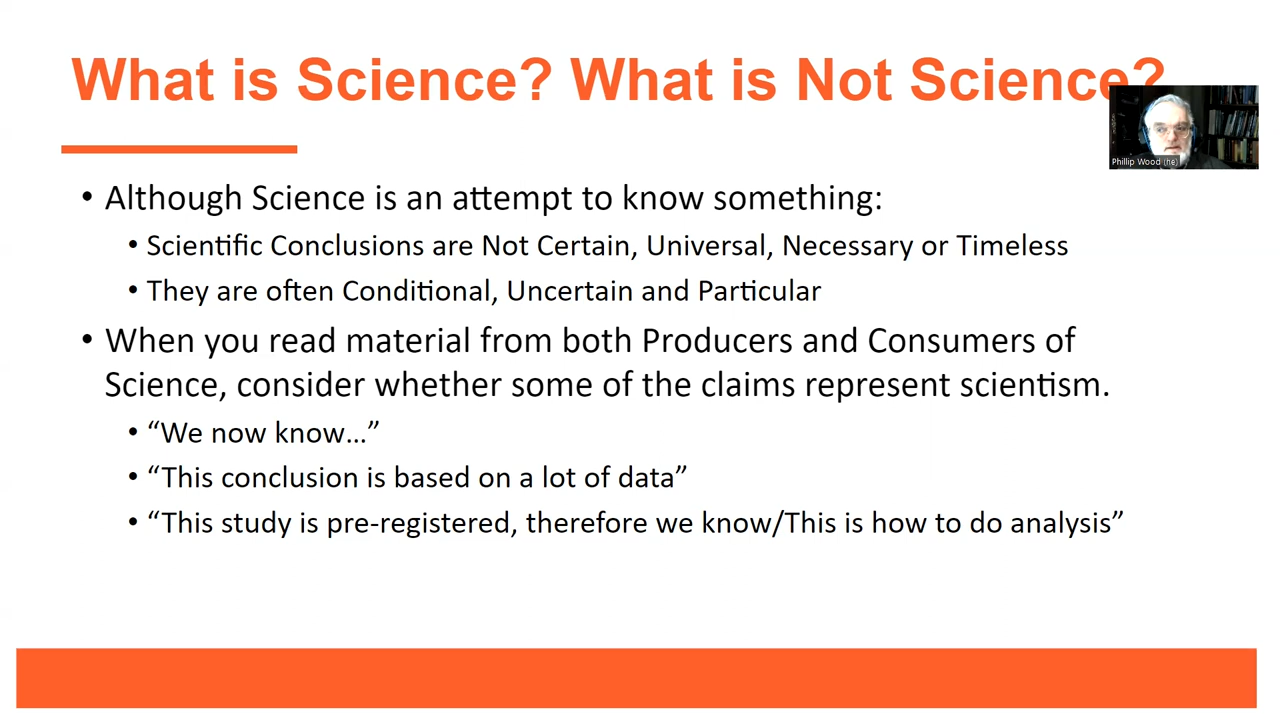 What is Science? What is Not Science?
Phillip Wood (he)
• Although Science is an attempt to know something:
• Scientific Conclusions are Not Certain, Universal, Necessary or Timeless
• They are often Conditional, Uncertain and Particular
• When you read material from both Producers and Consumers of
Science, consider whether some of the claims represent scientism.
• “We now know…”
• “This conclusion is based on a lot of data”
• “This study is pre-registered, therefore we know/This is how to do analysis”